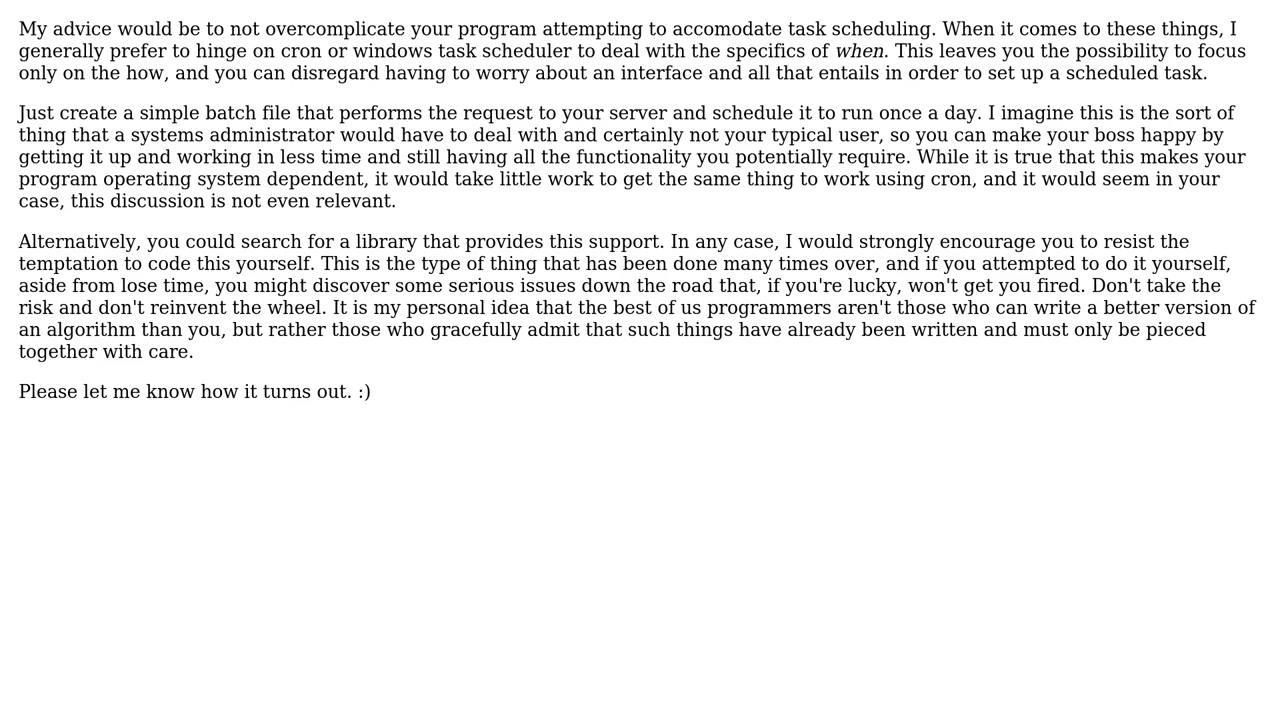 My advice would be to not overcomplicate your program attempting to accomodate task scheduling. When it comes to these things, I
generally prefer to hinge on cron or windows task scheduler to deal with the specifics of when. This leaves you the possibility to focus
only on the how, and you can disregard having to worry about an interface and all that entails in order to set up a scheduled task.
Just create a simple batch file that performs the request to your server and schedule it to run once a day. I imagine this is the sort of
thing that a systems administrator would have to deal with and certainly not your typical user, so you can make your boss happy by
getting it up and working in less time and still having all the functionality you potentially require. While it is true that this makes your
program operating system dependent, it would take little work to get the same thing to work using cron, and it would seem in your
case, this discussion is not even relevant.
Alternatively, you could search for a library that provides this support. In any case, I would strongly encourage you to resist the
temptation to code this yourself. This is the type of thing that has been done many times over, and if you attempted to do it yourself,
aside from lose time, you might discover some serious issues down the road that, if you're lucky, won't get you fired. Don't take the
risk and don't reinvent the wheel. It is my personal idea that the best of us programmers aren't those who can write a better version of
an algorithm than you, but rather those who gracefully admit that such things have already been written and must only be pieced
together with care.
Please let me know how it turns out. :)